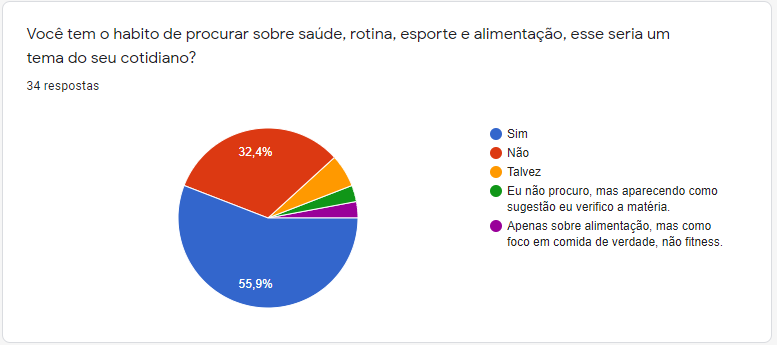 Você tem o habito de procurar sobre saúde, rotina, esporte e alimentação, esse seria um
tema do seu cotidiano?
34 respostas
32,4%
55,9%
Sim
Não
Talvez
Eu não procuro, mas aparecendo como
sugestão eu verifico a matéria.
Apenas sobre alimentação, mas como
foco em comida de verdade, não fitness.